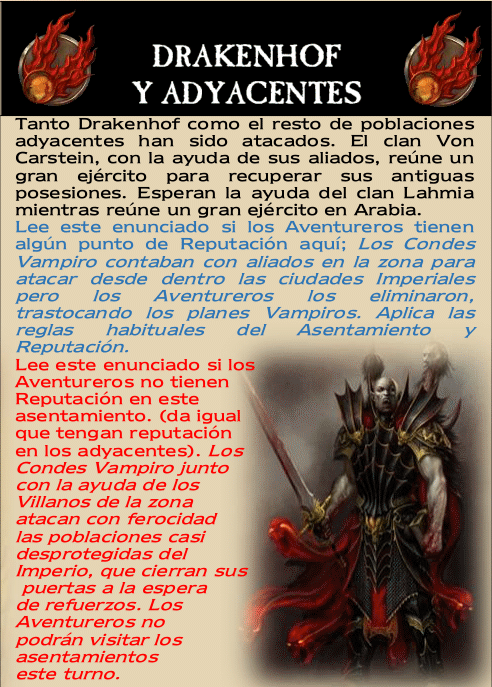 DRAKENHOF
Y ADYACENTES
Tanto Drakenhof como el resto de poblaciones
adyacentes han sido atacados. El clan Von
Carstein, con la ayuda de sus aliados, reúne un
gran ejército para recuperar sus antiguas
posesiones. Esperan la ayuda del clan Lahmia
mientras reúne un gran ejército en Arabia.
Lee este enunciado si los Aventureros tienen
algún punto de Reputación aquí; Los Condes
Vampiro contaban con aliados en la zona para
atacar desde dentro las ciudades Imperiales
pero los Aventureros los eliminaron,
trastocando los planes Vampiros. Aplica las
reglas habituales del Asentamiento y
Reputación.
Lee este enunciado si los
Aventureros no tienen
Reputación en este
asentamiento. (da igual
que tengan reputación
en los adyacentes). Los
Condes Vampiro junto
con la ayuda de los
Villanos de la zona
atacan con ferocidad
las poblaciones casi
desprotegidas del
Imperio, que cierran sus
puertas a la espera
de refuerzos. Los
Aventureros no
podrán visitar los
asentamientos
este turno.